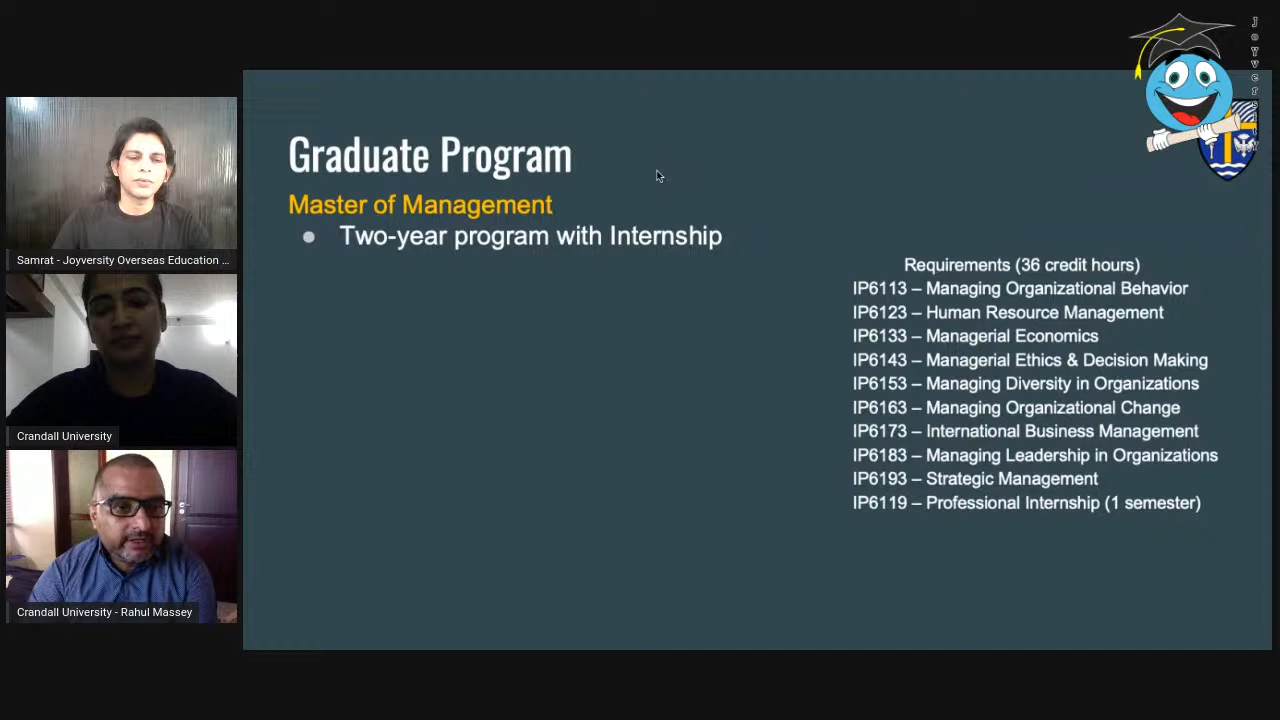 Joyversity
Graduate Program
Master of Management
Two-year program with Internship
Requirements (36 credit hours)
IP6113 – Managing Organizational Behavior
IP6123 – Human Resource Management
IP6133 – Managerial Economics
IP6143 – Managerial Ethics & Decision Making
IP6153 – Managing Diversity in Organizations
IP6163 – Managing Organizational Change
IP6173 – International Business Management
IP6183 – Managing Leadership in Organizations
IP6193 – Strategic Management
IP6119 – Professional Internship (1 semester)
Samrat - Joyversity Overseas Education ...
Crandall University
Crandall University - Rahul Massey